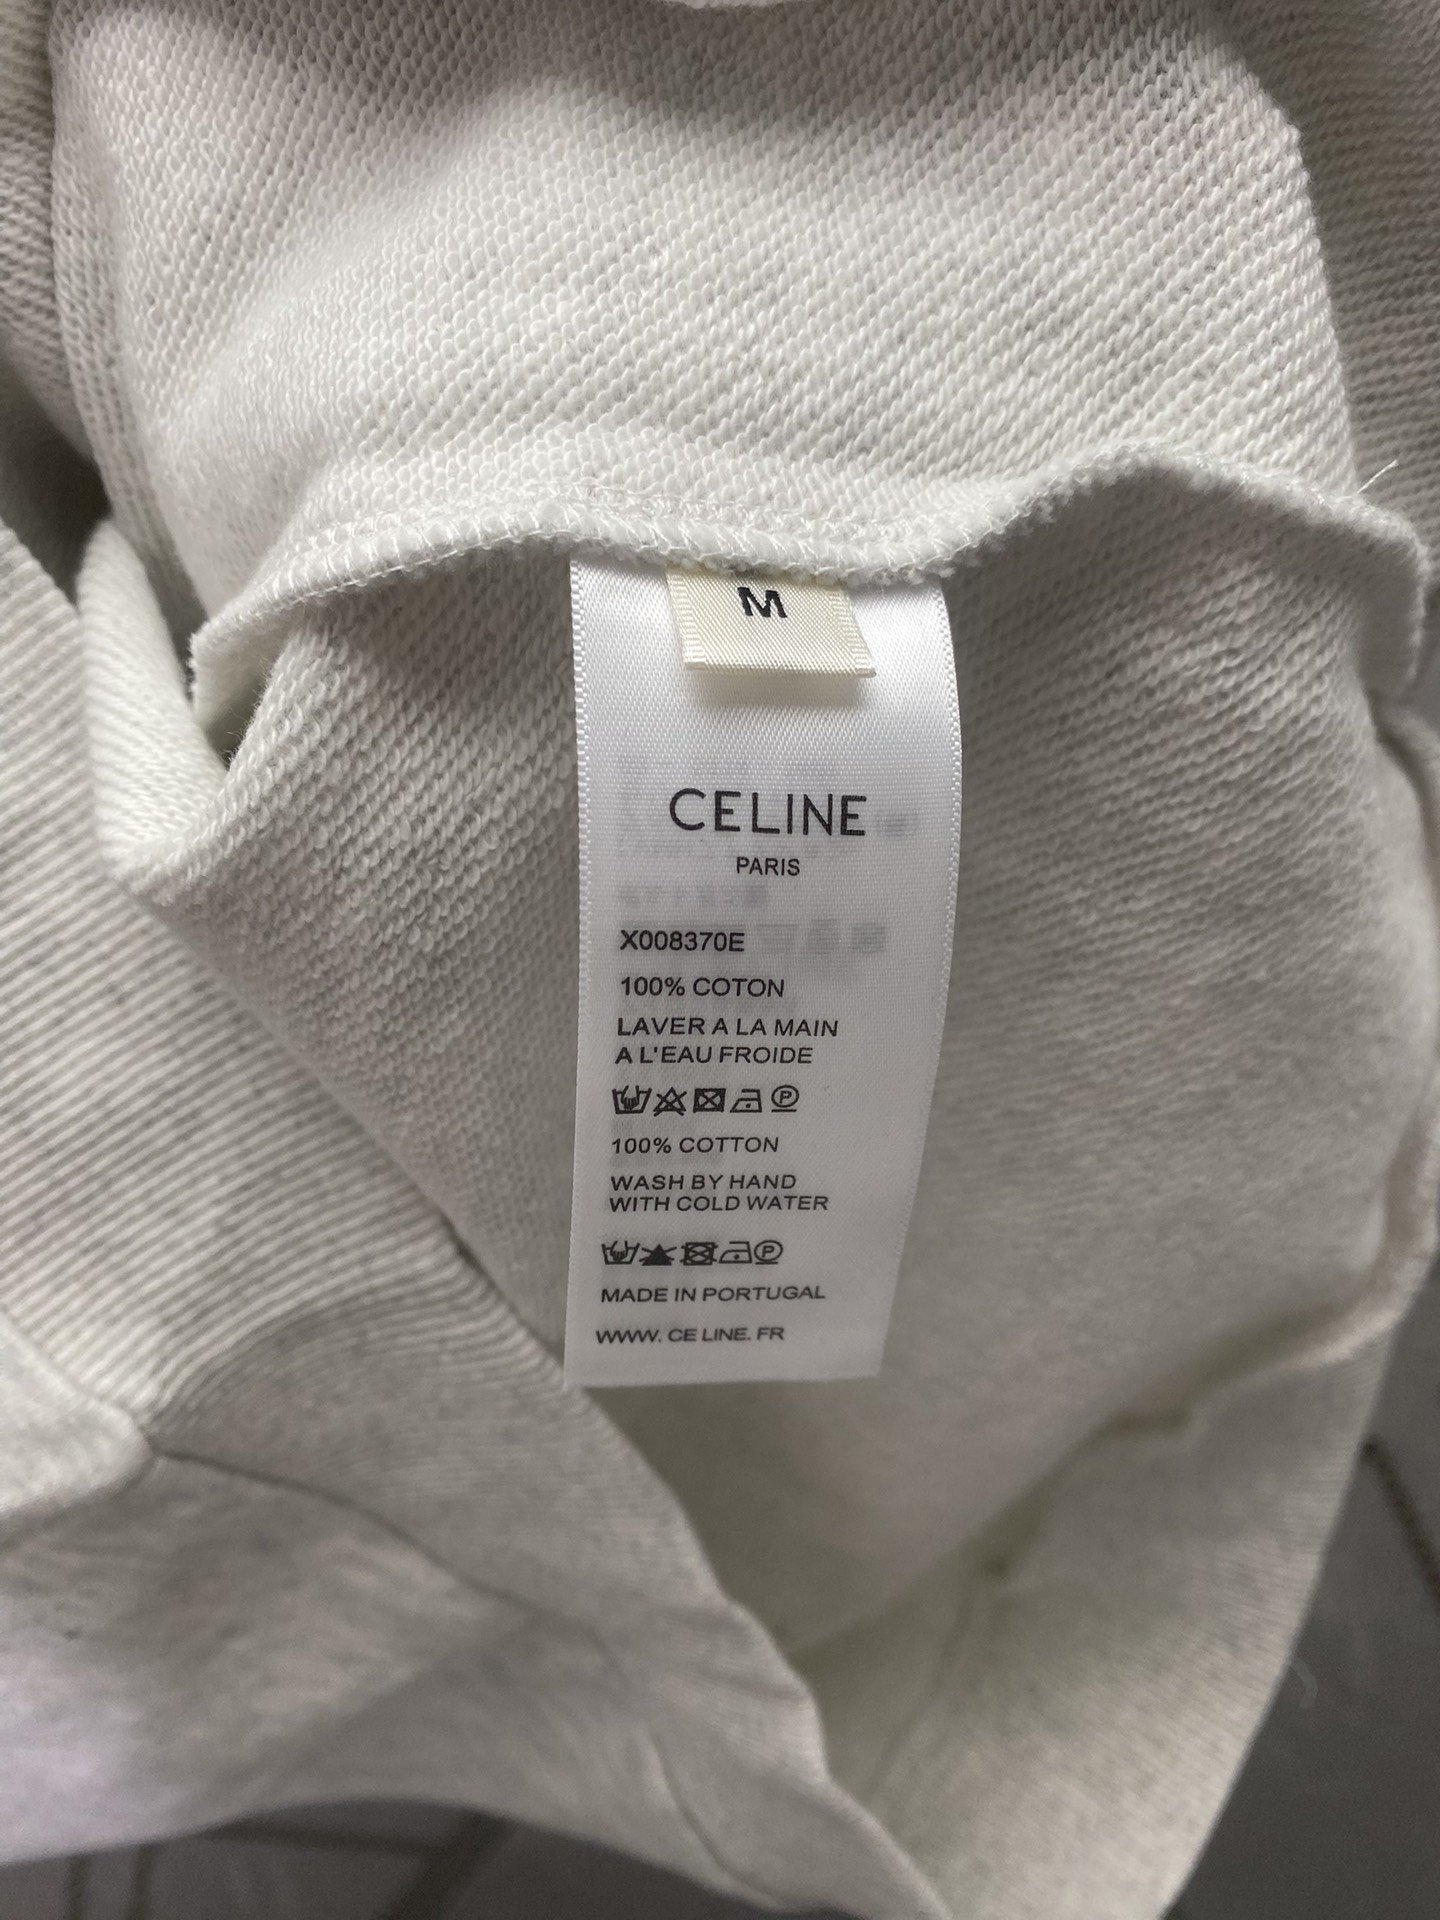 M
CELINE
PARIS
X008370E
100% COTON
LAVER A LA MAIN
A L'EAU FROIDE
P
100% COTTON
WASH BY HAND
WITH COLD WATER
P
MADE IN PORTUGAL
WWW. CE LINE. FR